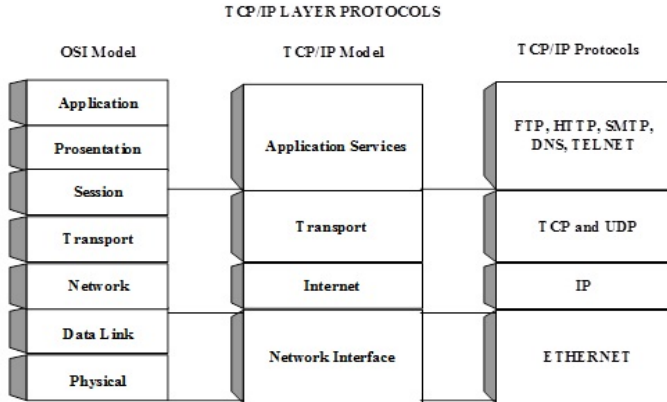 TCP/IP LAYER PROTOCOLS
OSI Model
Application
Prosentation
Session
Transport
Network
Data Link
Physical
TCP/IP Model
Application Services
Transport
Internet
Network Interface
TCP/IP Protocols
FTP, HTTP, SMTP,
DNS, TELNET
TCP and UDP
IP
ETHERNET